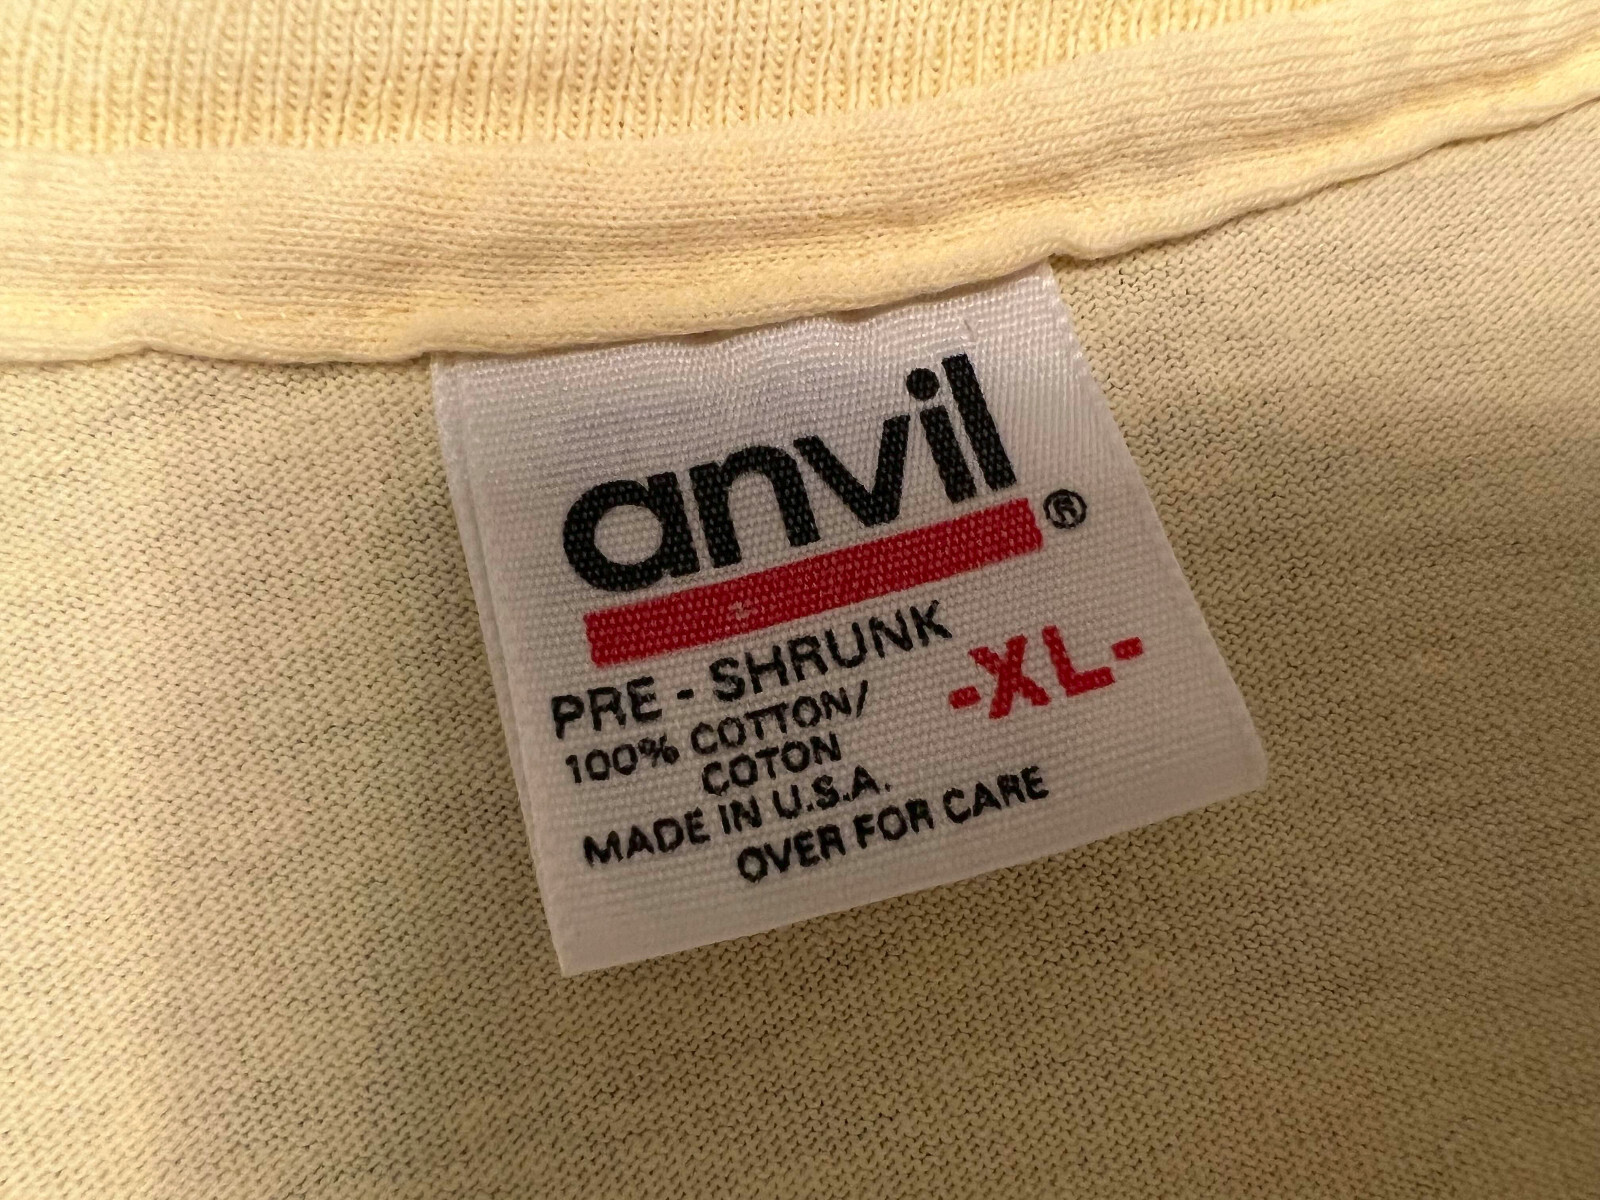 anvil®
PRE - SHRUNK
-XL-
100% COTTON/
COTON
MADE IN U.S.A.
OVER FOR CARE